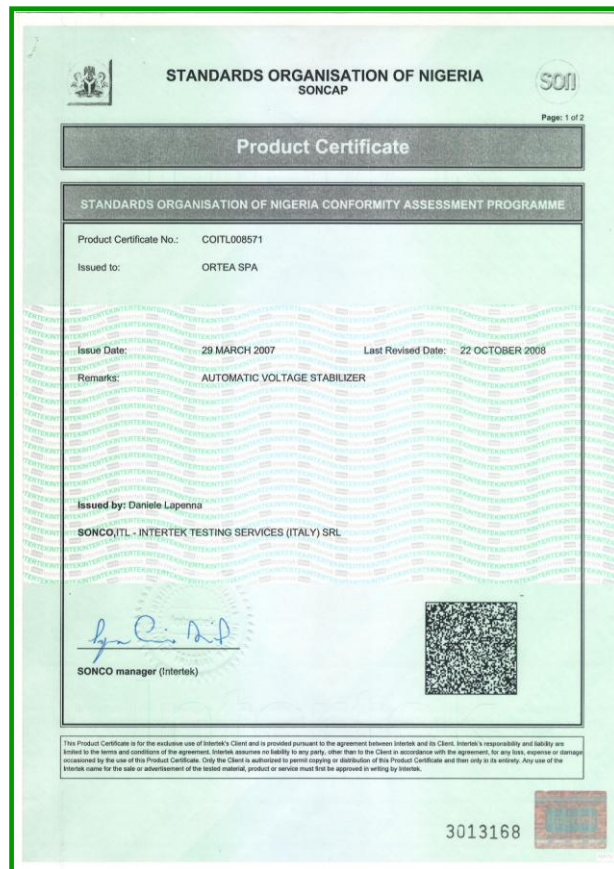 STANDARDS ORGANISATION OF NIGERIA
SONCAP
SON
Page: 1 of 2
Product Certificate
STANDARDS ORGANISATION OF NIGERIA CONFORMITY ASSESSMENT PROGRAMME
Product Certificate No.: COITL008571
Issued to: ORTEA SPA
Issue Date: 29 MARCH 2007 Last Revised Date: 22 OCTOBER 2008
Remarks: AUTOMATIC VOLTAGE STABILIZER
Issued by: Daniele Lapenna
SONCO,ITL - INTERTEK TESTING SERVICES (ITALY) SRL
SONCO manager (Intertek)
This Product Certificate is for the exclusive use of Intertek's Client and is provided pursuant to the agreement between Intertek and its Client. Intertek's responsibility and liability are
limited to the terms and conditions of the agreement. Intertek assumes no liability to any party, other than to the Client in accordance with the agreement, for any loss, expense or damage
occasioned by the use of this Product Certificate. Only the Client is authorized to permit copying or distribution of this Product Certificate and then only in its entirety. Any use of the
Intertek name for the sale or advertisement of the tested material, product or service must first be approved in writing by Intertek.
3013168